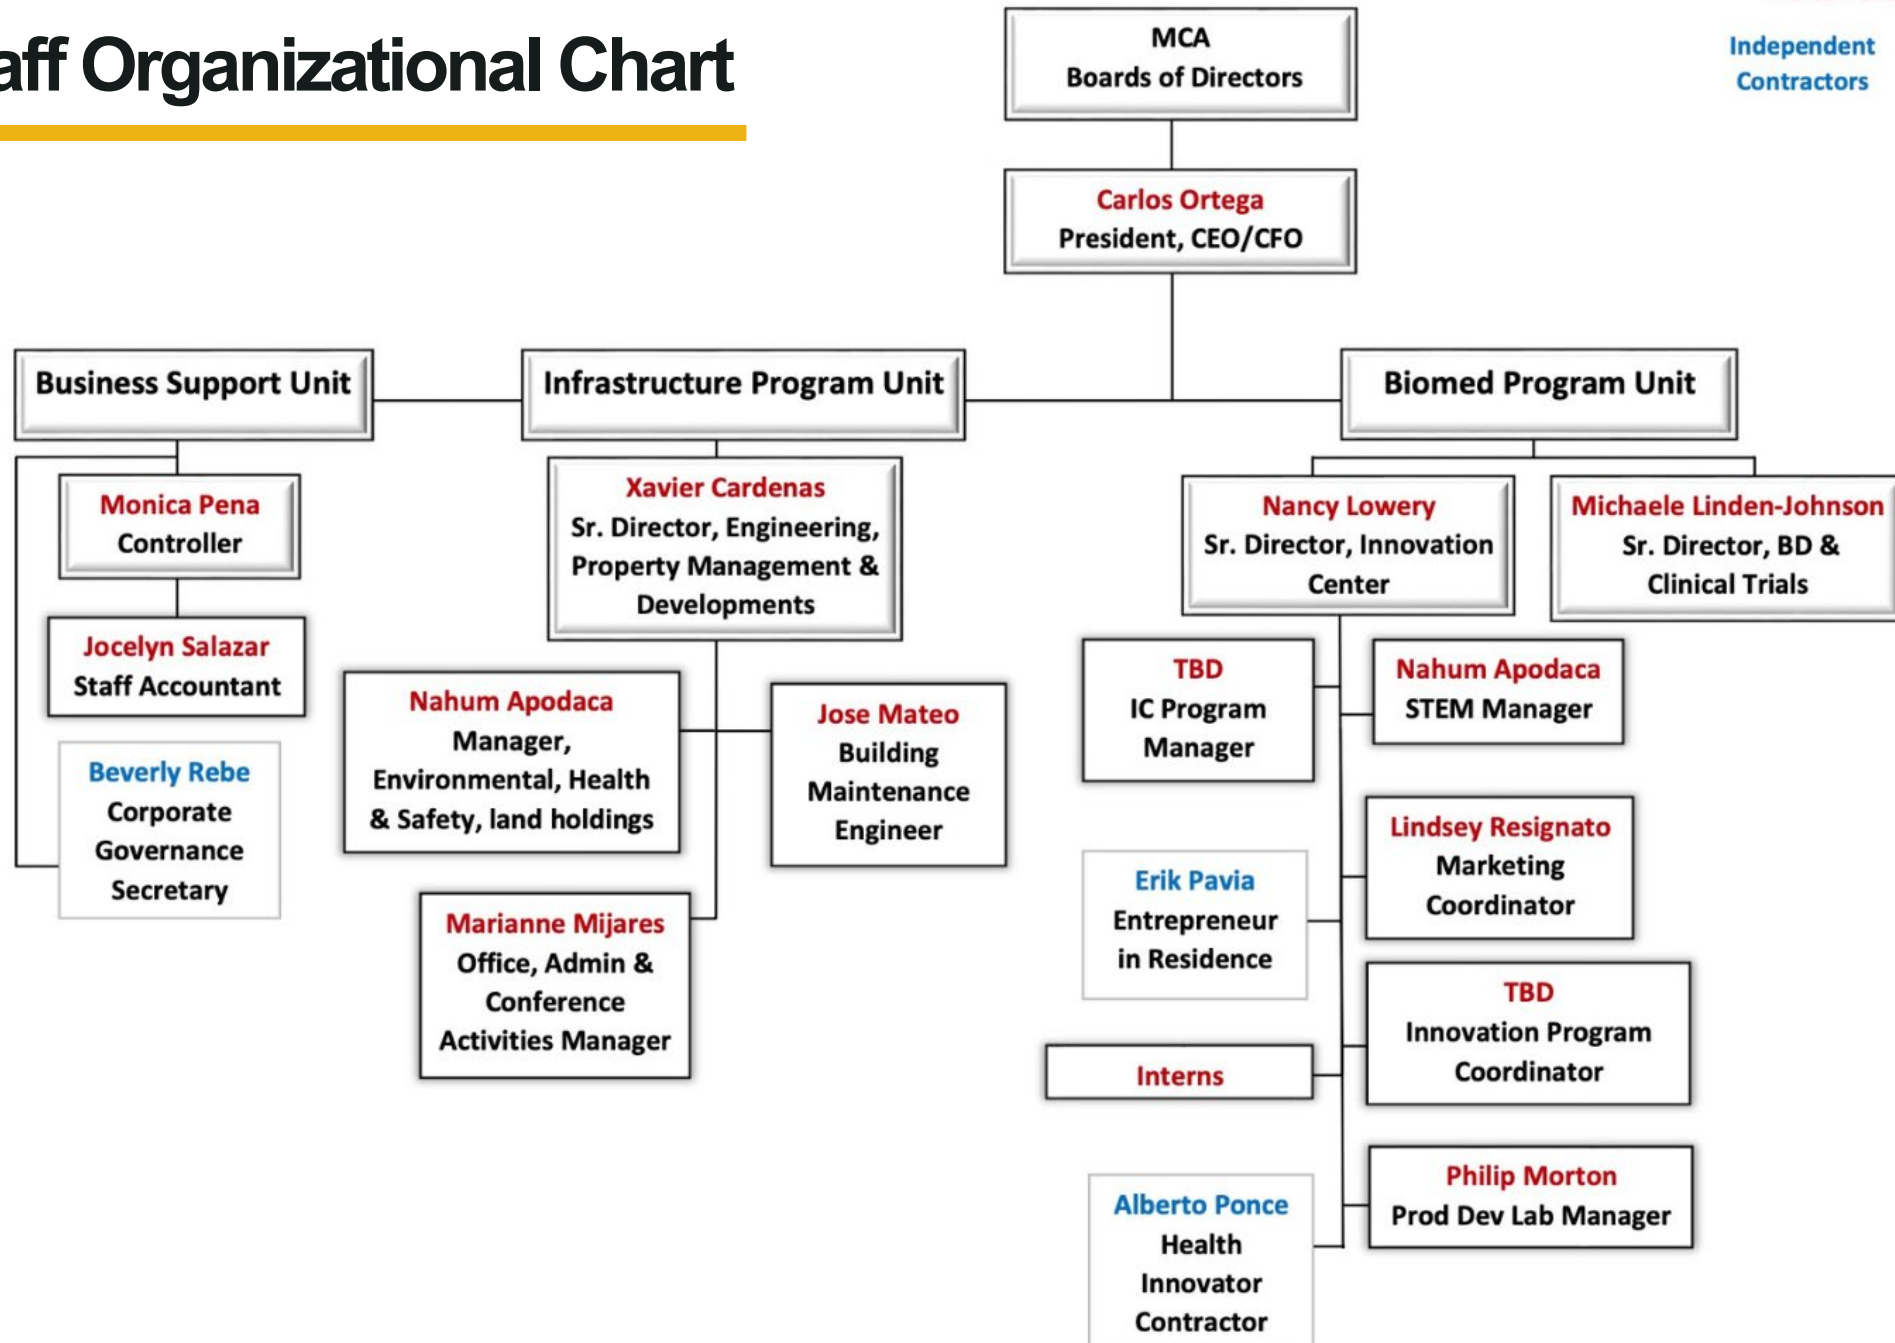 aff Organizational Chart
MCA
Boards of Directors
Independent
Contractors
Carlos Ortega
President, CEO/CFO
Business Support Unit
Infrastructure Program Unit
Biomed Program Unit
Monica Pena
Controller
Jocelyn Salazar
Staff Accountant
Beverly Rebe
Corporate
Governance
Secretary
Xavier Cardenas
Sr. Director, Engineering,
Property Management &
Developments
Nahum Apodaca
Manager,
Environmental, Health
& Safety, land holdings
Jose Mateo
Building
Maintenance
Engineer
Marianne Mijares
Office, Admin &
Conference
Activities Manager
Nancy Lowery
Sr. Director, Innovation
Center
Michaele Linden-Johnson
Sr. Director, BD &
Clinical Trials
TBD
IC Program
Manager
Nahum Apodaca
STEM Manager
Lindsey Resignato
Marketing
Coordinator
Erik Pavia
Entrepreneur
in Residence
TBD
Innovation Program
Coordinator
Interns
Philip Morton
Prod Dev Lab Manager
Alberto Ponce
Health
Innovator
Contractor